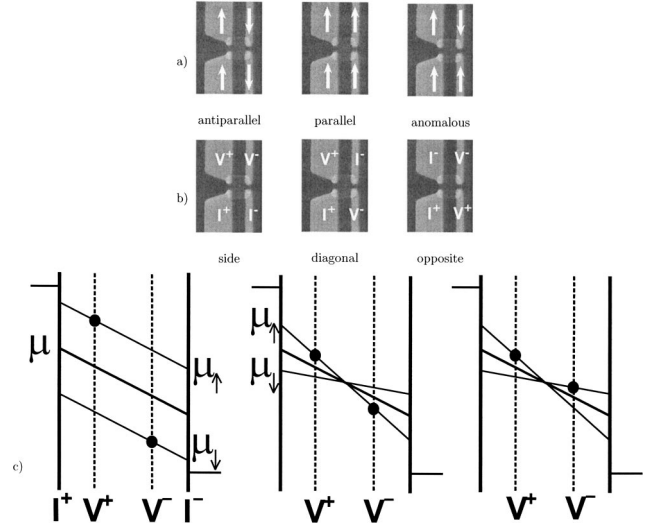 a)
antiparallel parallel anomalous
V+ V- V+ I- I- V-
b)
I+ I- I+ V- I+ V+
side diagonal opposite
μ↑
μ μ↑ μ↓
μ↓
c)
I+ V+ V- I- V+ V- V+ V-